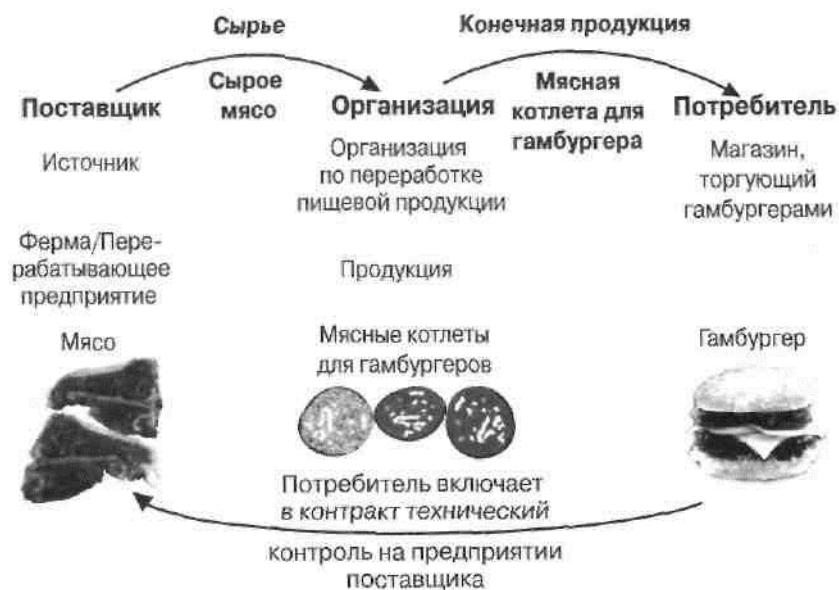 Сырье
Конечная продукция
Поставщик
Сырое
мясо
Организация
Мясная
котлета для
гамбургера
Потребитель
Источник
Организация
по переработке
пищевой продукции
Магазин,
торгующий
гамбургерами
Ферма/Пере-
рабатывающее
предприятие
Продукция
Мясо
Мясные котлеты
для гамбургеров
Гамбургер
Потребитель включает
в контракт технический
контроль на предприятии
поставщика